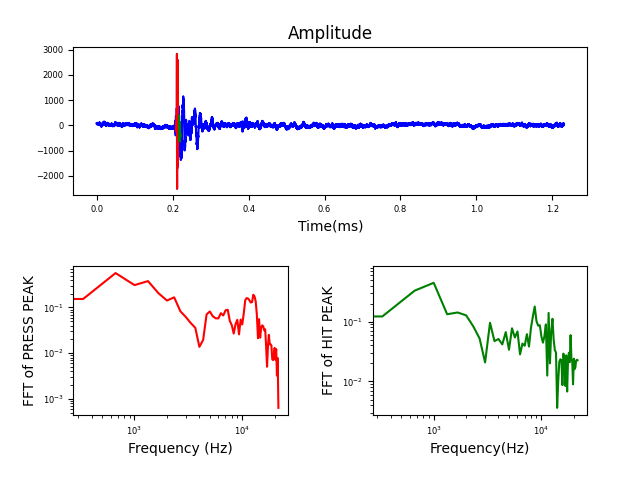 Amplitude
3000
2000
1000
0
−1000
−2000
0.0 0.2 0.4 0.6 0.8 1.0 1.2
Time(ms)
FFT of PRESS PEAK
10⁻¹
10⁻²
10⁻³
10³ 10⁴
Frequency (Hz)
FFT of HIT PEAK
10⁻¹
10⁻²
10³ 10⁴
Frequency(Hz)